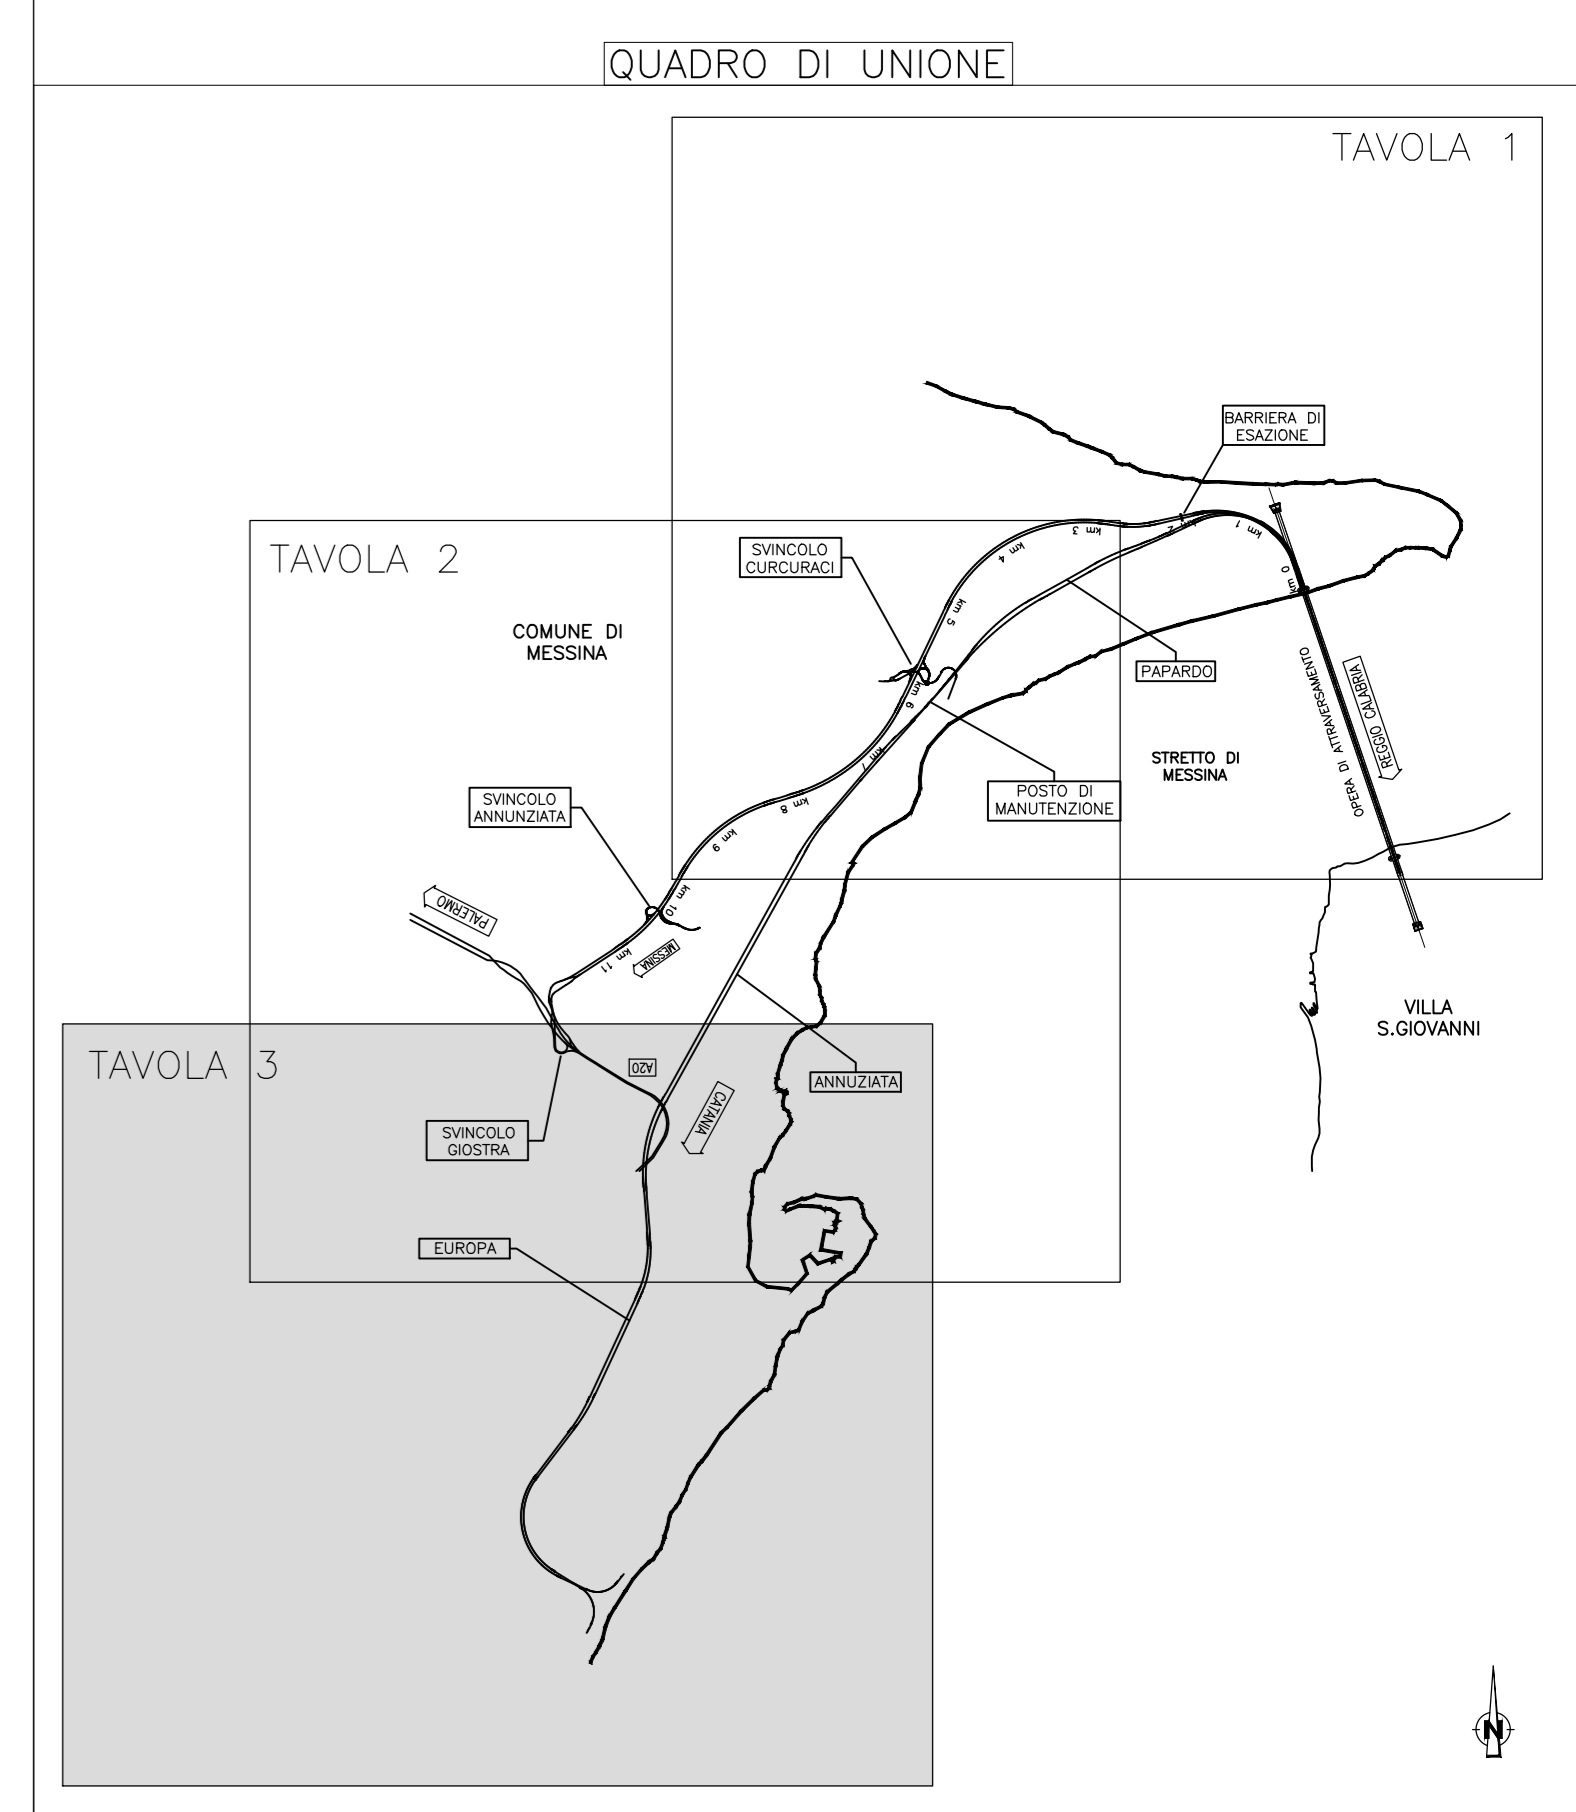 QUADRO DI UNIONE
TAVOLA 1
BARRIERA DI
ESAZIONE
TAVOLA 2
SVINCOLO
CURCURACI
km 0
km 1
km 2
km 3
km 4
km 5
km 6
km 7
km 8
km 9
km 10
km 11
COMUNE DI
MESSINA
PAPARDO
OPERA DI ATTRAVERSAMENTO
REGGIO CALABRIA
STRETTO DI
MESSINA
POSTO DI
MANUTENZIONE
SVINCOLO
ANNUNZIATA
PALERMO
MESSINA
VILLA
S.GIOVANNI
TAVOLA 3
A20
ANNUZIATA
CATANIA
SVINCOLO
GIOSTRA
EUROPA
N